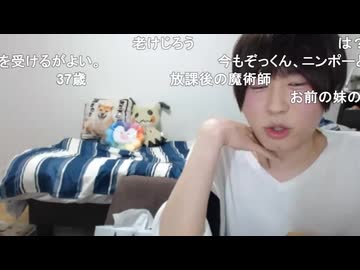 老けじろう
は?
を受けるがよい。
今もぞっくん、ニンポーと
37歳
放課後の魔術師
お前の妹の